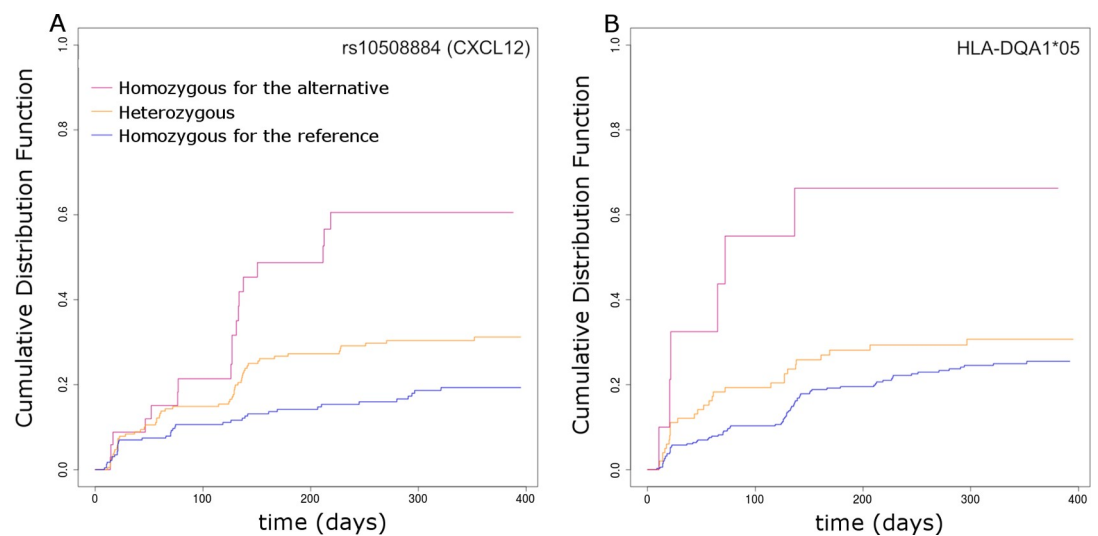 A
rs10508884 (CXCL12)
Homozygous for the alternative
Heterozygous
Homozygous for the reference
Cumulative Distribution Function
1.0
0.8
0.6
0.4
0.2
0.0
0 100 200 300 400
time (days)
B
HLA-DQA1*05
Cumulative Distribution Function
1.0
0.8
0.6
0.4
0.2
0.0
0 100 200 300 400
time (days)